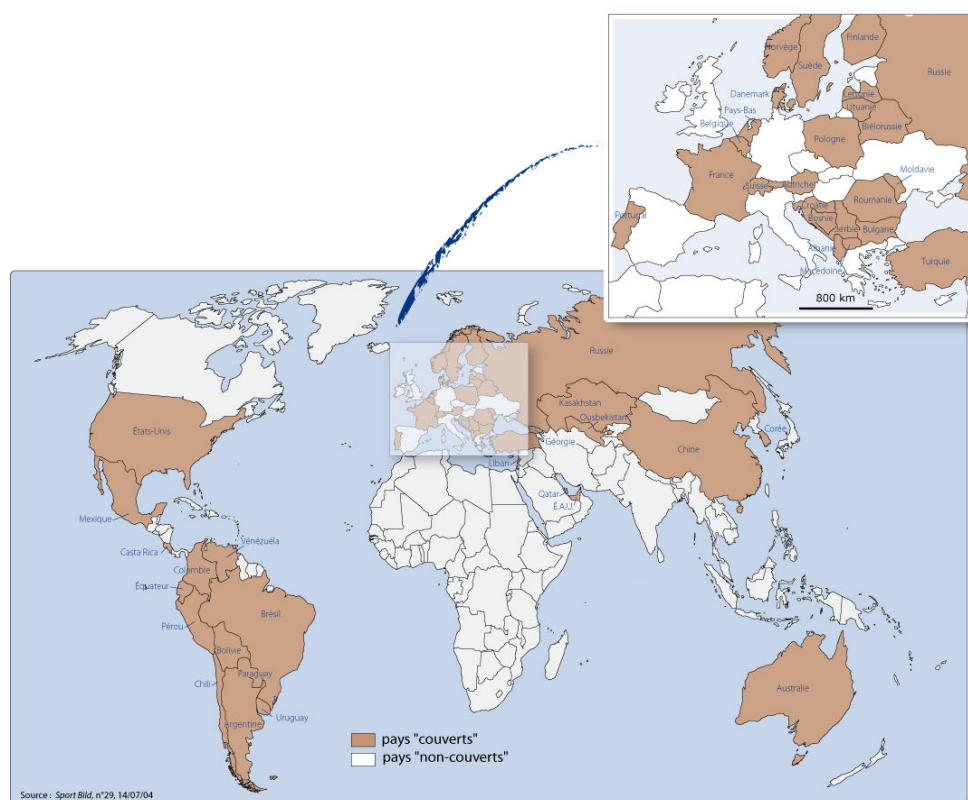 Norvège
Finlande
Suède
Russie
Danemark
Lettonie
Lituanie
Pays-Bas
Belgique
Biélorussie
Pologne
Moldavie
France
Suisse
Autriche
Croatie
Roumanie
Bosnie
Portugal
Serbie
Bulgarie
Albanie
Turquie
Macédoine
800 km
Russie
Kasakhstan
Ousbekistan
États-Unis
Corée
Géorgie
Chine
Liban
Qatar
É.A.U.
Mexique
Vénézuéla
Costa Rica
Colombie
Équateur
Brésil
Pérou
Bolivie
Paraguay
Chili
Australie
Uruguay
Argentine
pays "couverts"
pays "non-couverts"
Source : Sport Bild, n°29, 14/07/04